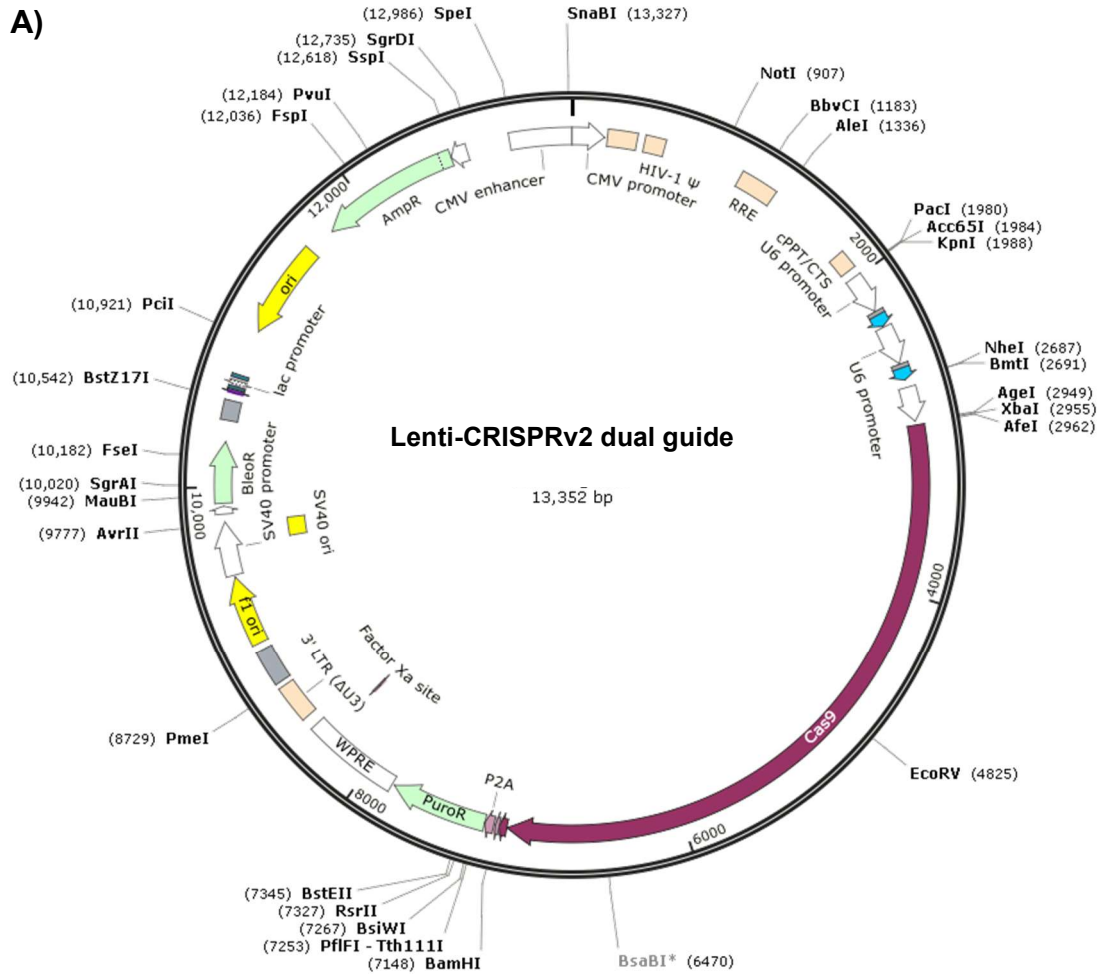 A)
(12,986) SpeI
SnaBI (13,327)
(12,735) SgrDI
(12,618) SspI
(12,184) PvuI
(12,036) FspI
NotI (907)
BbvCI (1183)
AleI (1336)
PacI (1980)
Acc65I (1984)
KpnI (1988)
NheI (2687)
BmtI (2691)
AgeI (2949)
XbaI (2955)
AfeI (2962)
EcoRV (4825)
BsaBI* (6470)
(7345) BstEII
(7327) RsrII
(7267) BsiWI
(7253) PflFI - Tth111I
(7148) BamHI
(8729) PmeI
(9777) AvrII
(9942) MauBI
(10,020) SgrAI
(10,182) FseI
(10,542) BstZ17I
(10,921) PciI
12,000
2000
4000
6000
8000
10,000
CMV enhancer
CMV promoter
HIV-1 Ψ
RRE
cPPT/CTS
U6 promoter
U6 promoter
Cas9
P2A
PuroR
WPRE
Factor Xa site
3' LTR (ΔU3)
f1 ori
SV40 ori
SV40 promoter
BleoR
lac promoter
ori
AmpR
Lenti-CRISPRv2 dual guide
13,352 bp